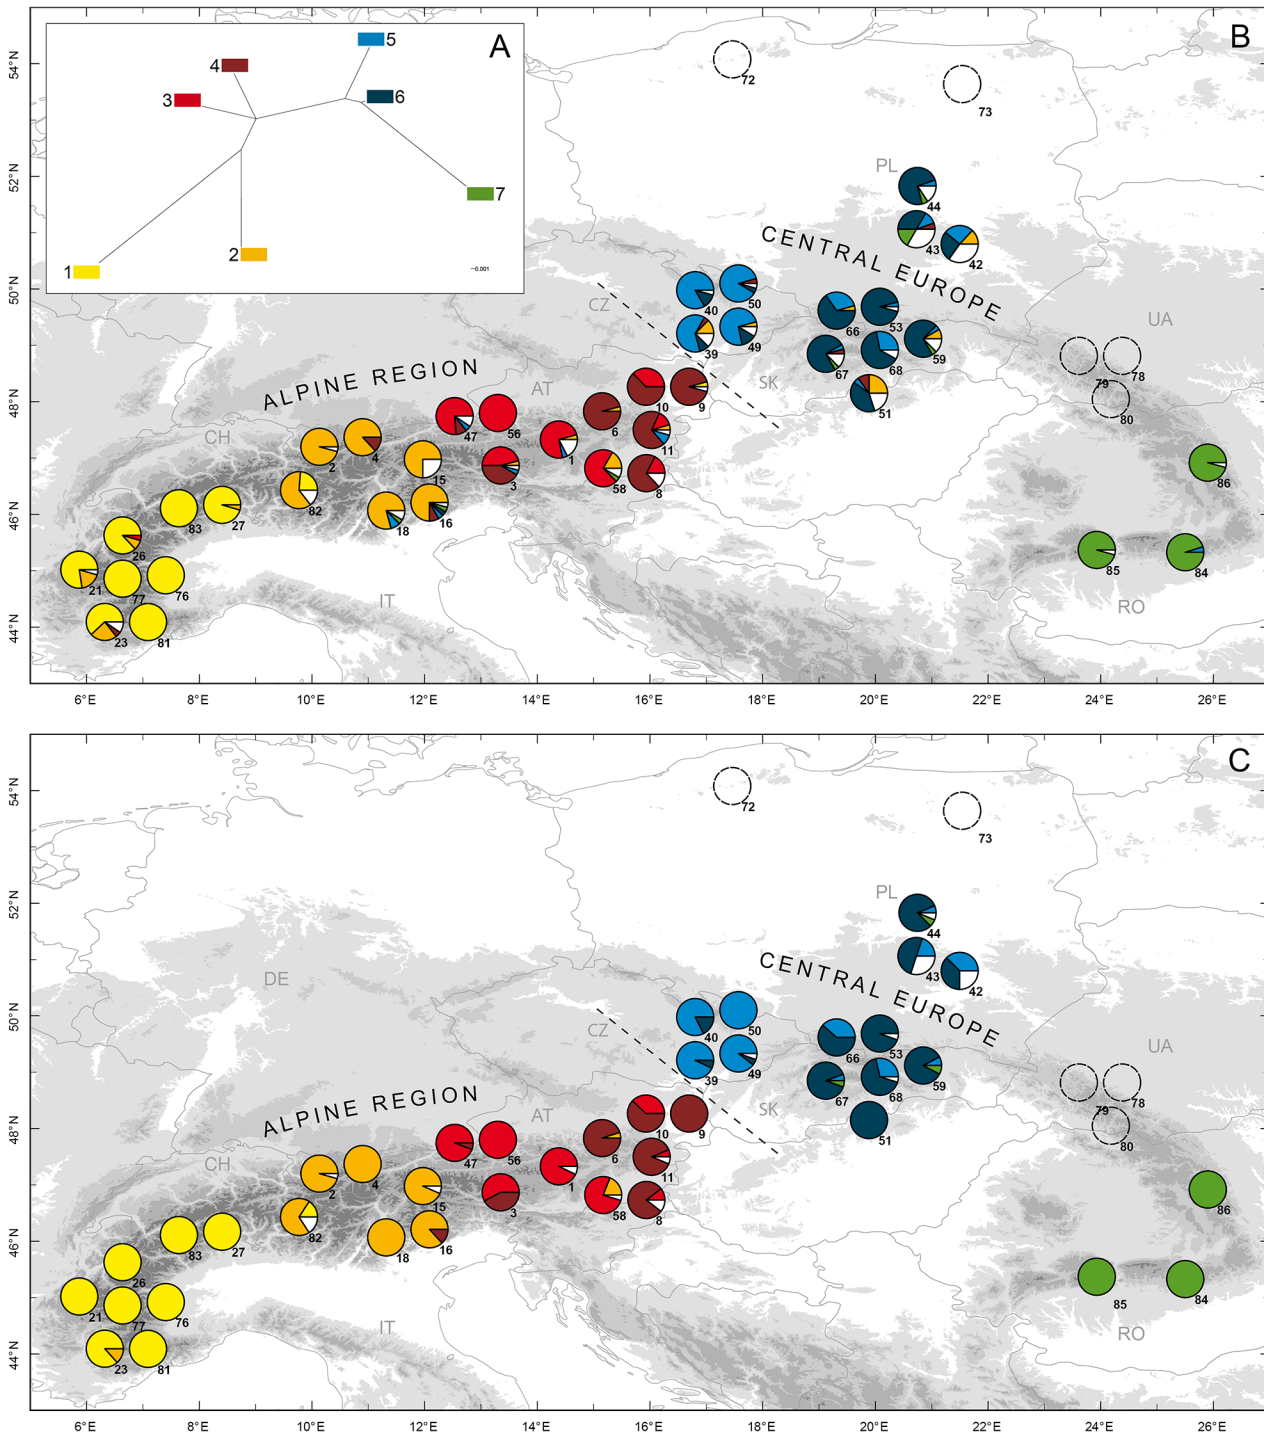 A
B
5
4
3
6
7
2
1
0.001
54°N
52°N
50°N
48°N
46°N
44°N
72
73
PL
44
43
42
CENTRAL EUROPE
CZ
40
50
39
49
66
53
59
67
68
51
UA
79
78
80
SK
ALPINE REGION
AT
CH
10
9
47
56
6
11
1
2
4
15
3
58
8
82
18
16
83
27
26
21
77
76
23
81
IT
86
85
84
RO
6°E
8°E
10°E
12°E
14°E
16°E
18°E
20°E
22°E
24°E
26°E
C
54°N
52°N
50°N
48°N
46°N
44°N
72
73
PL
44
43
42
CENTRAL EUROPE
DE
CZ
40
50
39
49
66
53
59
67
68
51
UA
79
78
80
SK
ALPINE REGION
AT
CH
10
9
47
56
6
11
1
2
4
15
3
58
8
82
18
16
83
27
26
21
77
76
23
81
IT
86
85
84
RO
6°E
8°E
10°E
12°E
14°E
16°E
18°E
20°E
22°E
24°E
26°E